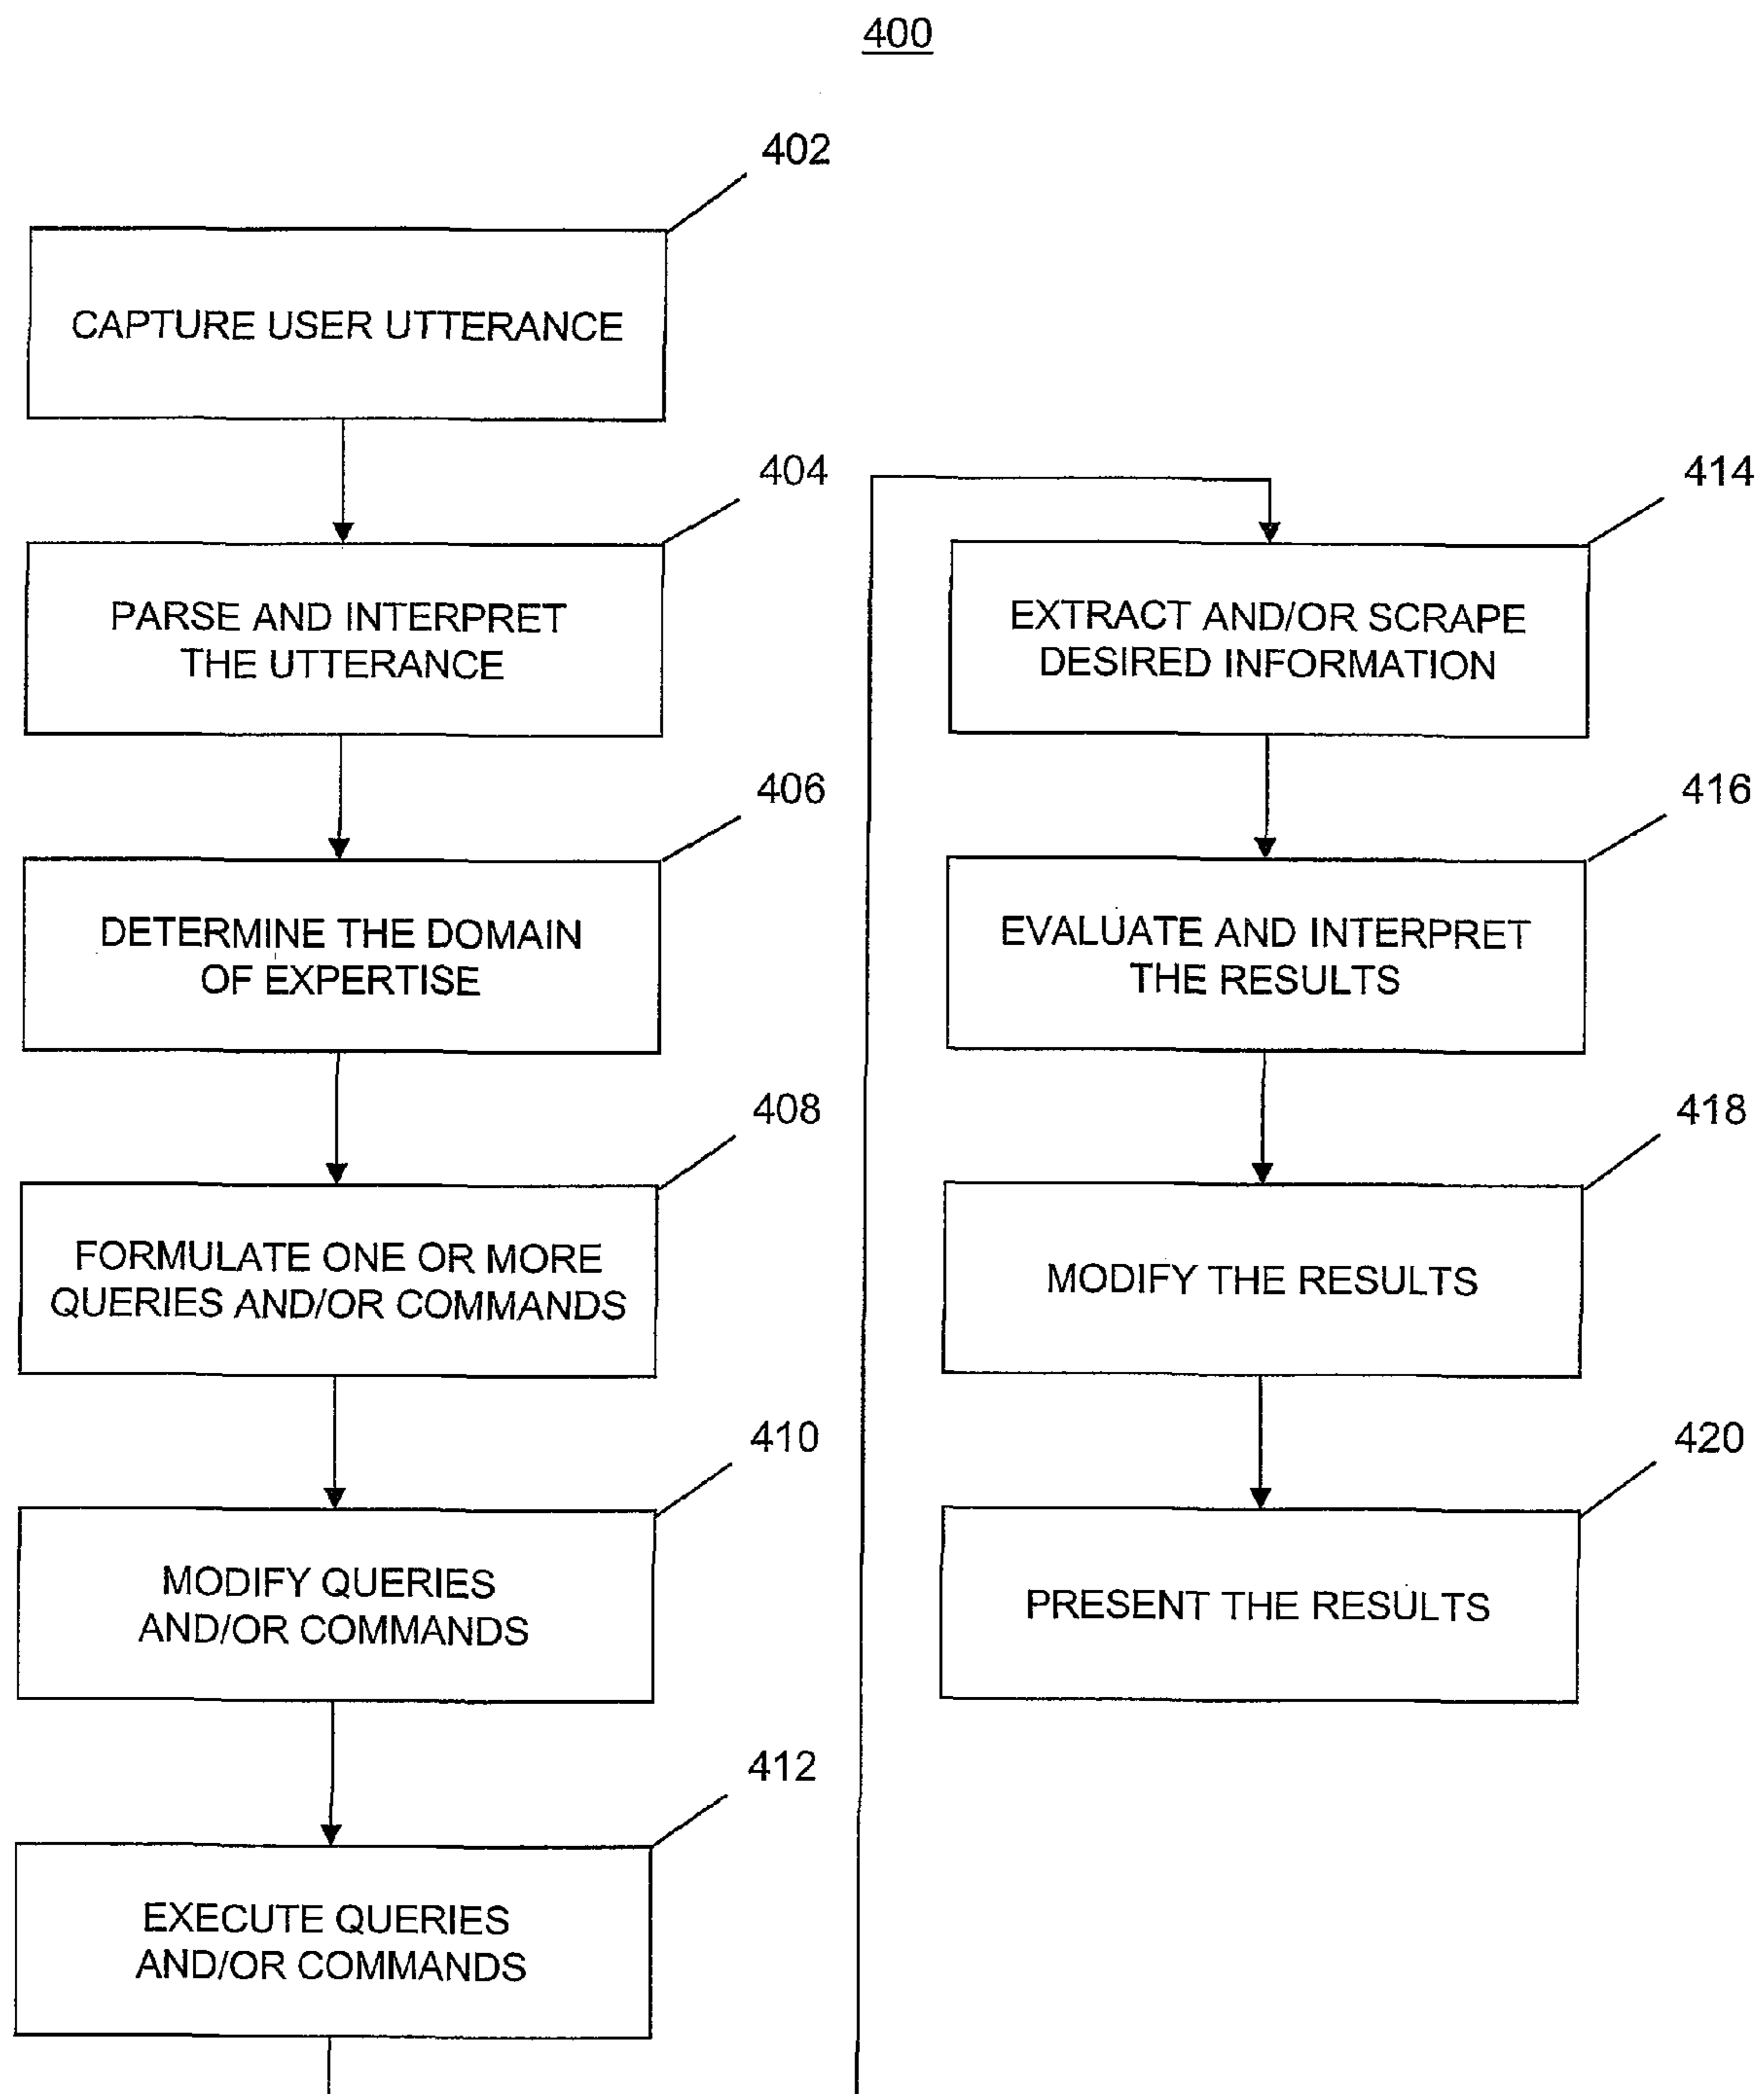 400
402
CAPTURE USER UTTERANCE
404
PARSE AND INTERPRET
THE UTTERANCE
406
DETERMINE THE DOMAIN
OF EXPERTISE
408
FORMULATE ONE OR MORE
QUERIES AND/OR COMMANDS
410
MODIFY QUERIES
AND/OR COMMANDS
412
EXECUTE QUERIES
AND/OR COMMANDS
414
EXTRACT AND/OR SCRAPE
DESIRED INFORMATION
416
EVALUATE AND INTERPRET
THE RESULTS
418
MODIFY THE RESULTS
420
PRESENT THE RESULTS